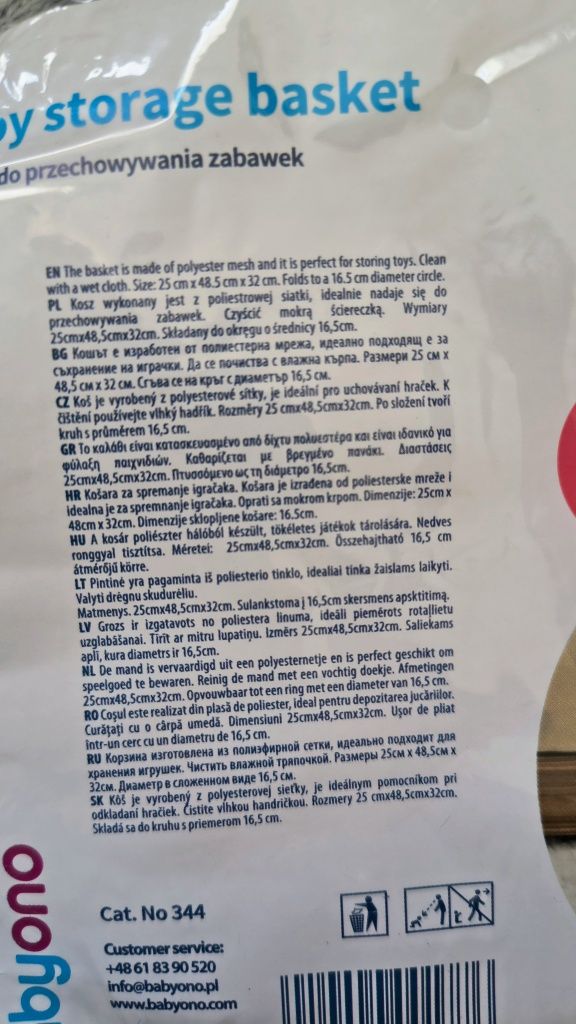 y storage basket
do przechowywania zabawek
EN The basket is made of polyester mesh and it is perfect for storing toys. Clean
with a wet cloth. Size: 25 cm x 48.5 cm x 32 cm. Folds to a 16.5 cm diameter circle.
PL Kosz wykonany jest z poliestrowej siatki, idealnie nadaje się do
przechowywania zabawek. Czyścić mokrą ściereczką. Wymiary
25cmx48,5cmx32cm. Składany do okręgu o średnicy 16,5cm.
BG Кошът е изработен от полиестерна мрежа, идеално подходящ е за
съхранение на играчки. Да се почиства с влажна кърпа. Размери 25 см х
48,5 см х 32 см. Сгъва се на кръг с диаметър 16,5 см.
CZ Koš je vyrobený z polyesterové sítky, je ideální pro uchovávaní hraček. K
čištění používejte vlhký hadřík. Rozměry 25 cmx48,5cmx32cm. Po složení tvoří
kruh s průměrem 16,5 cm.
GR Το καλάθι είναι κατασκευασμένο από δίχτυ πολυεστέρα και είναι ιδανικό για
φύλαξη παιχνιδιών. Καθαρίζεται με βρεγμένο πανάκι. Διαστάσεις
25cmx48,5cmx32cm. Πτυσσόμενο ως τη διάμετρο 16,5cm.
HR Košara za spremanje igračaka. Košara je izrađena od poliesterske mreže i
idealna je za spremnanje igračaka. Oprati sa mokrom krpom. Dimenzije: 25cm x
48cm x 32cm. Dimenzije sklopljene košare: 16.5cm.
HU A kosár poliészter hálóból készült, tökéletes játékok tárolására. Nedves
ronggyal tisztítsa. Méretei: 25cmx48,5cmx32cm. Összehajtható 16,5 cm
átmérőjű körre.
LT Pintinė yra pagaminta iš poliesterio tinklo, idealiai tinka žaislams laikyti.
Valyti drėgnu skudurėliu.
Matmenys. 25cmx48,5cmx32cm. Sulankstoma į 16,5cm skersmens apsktitimą.
LV Grozs ir izgatavots no poliestera linuma, ideāli piemērots rotaļlietu
uzglabāšanai. Tīrīt ar mitru lupatiņu. Izmērs 25cmx48,5cmx32cm. Saliekams
aplī, kura diametrs ir 16,5cm.
NL De mand is vervaardigd uit een polyesternetje en is perfect geschikt om
speelgoed te bewaren. Reinig de mand met een vochtig doekje. Afmetingen
25cmx48,5cmx32cm. Opvouwbaar tot een ring met een diameter van 16,5 cm.
RO Coșul este realizat din plasă de poliester, ideal pentru depozitarea jucăriilor.
Curățați cu o cârpă umedă. Dimensiuni 25cmx48,5cmx32cm. Ușor de pliat
într-un cerc cu un diametru de 16,5 cm.
RU Корзина изготовлена из полиэфирной сетки, идеально подходит для
хранения игрушек. Чистить влажной тряпочкой. Размеры 25см х 48,5см х
32см. Диаметр в сложенном виде 16,5 см.
SK Kôš je vyrobený z polyesterovej sieťky, je ideálnym pomocníkom pri
odkladaní hračiek. Čistite vlhkou handričkou. Rozmery 25 cmx48,5cmx32cm.
Skladá sa do kruhu s priemerom 16,5 cm.
Cat. No 344
Customer service:
+48 61 83 90 520
info@babyono.pl
www.babyono.com
byono